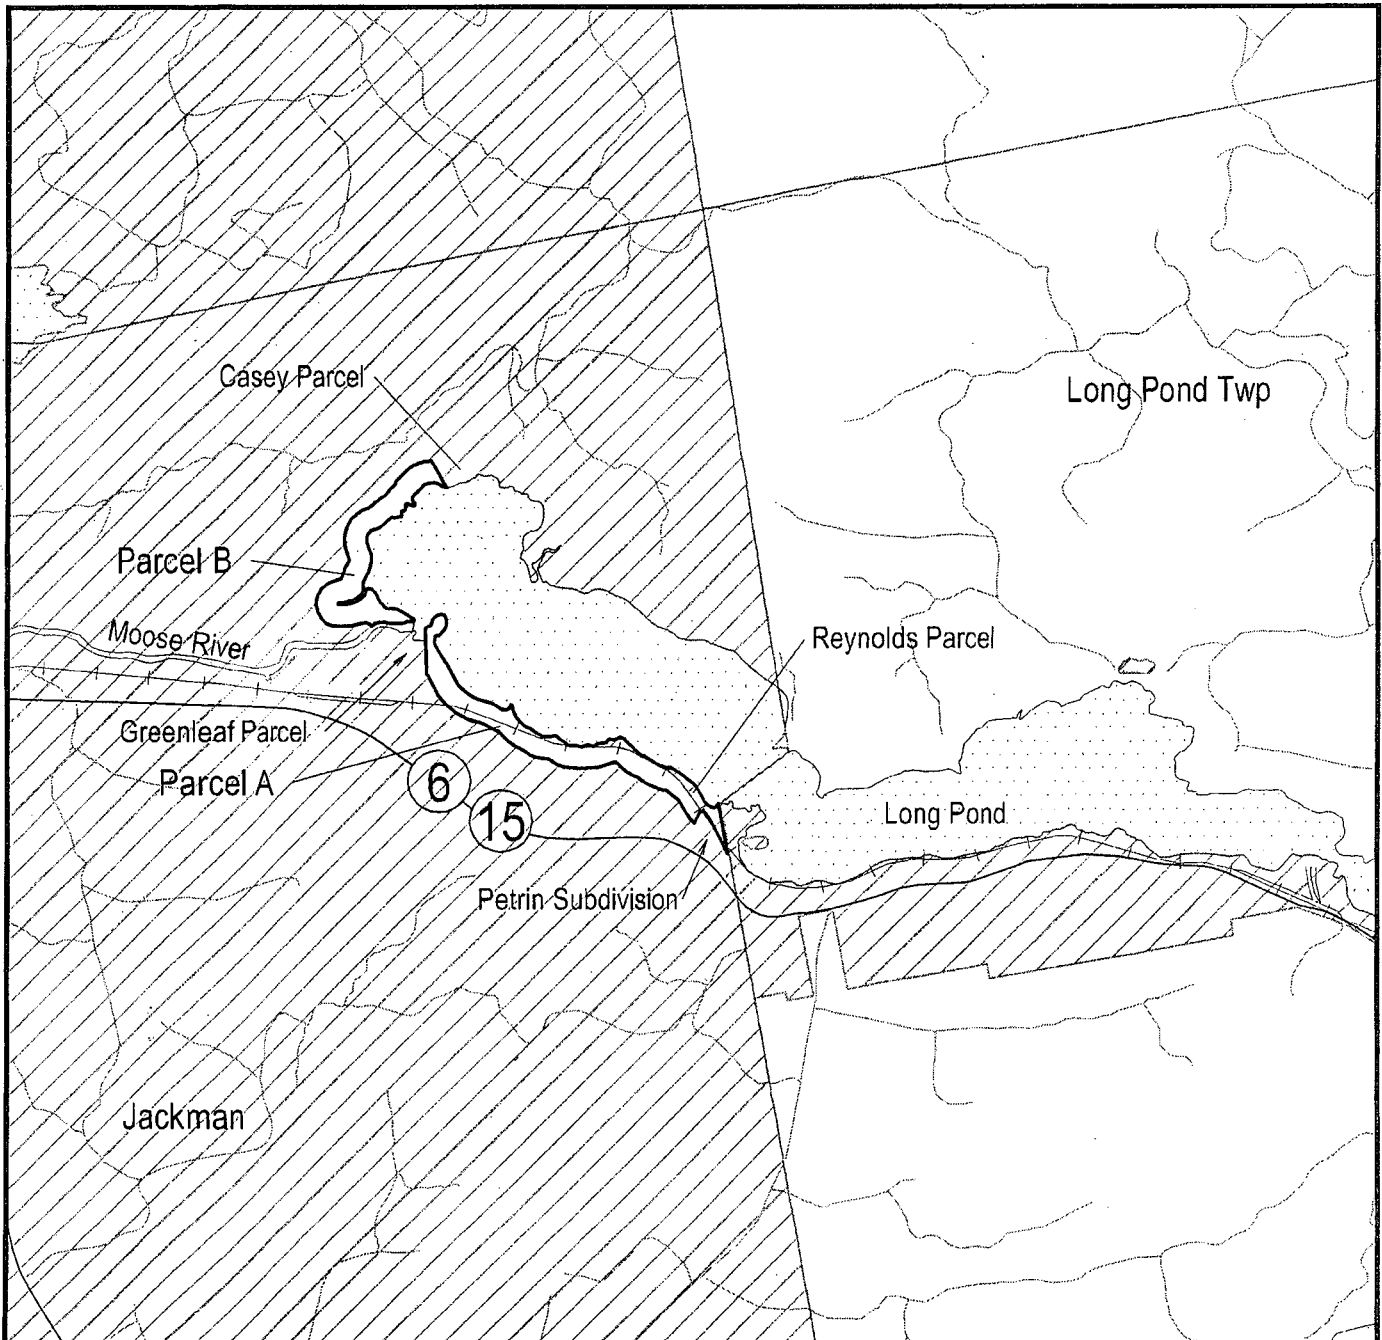 Casey Parcel
Long Pond Twp
Parcel B
Moose River
Reynolds Parcel
Greenleaf Parcel
Parcel A
6
15
Long Pond
Petrin Subdivision
Jackman